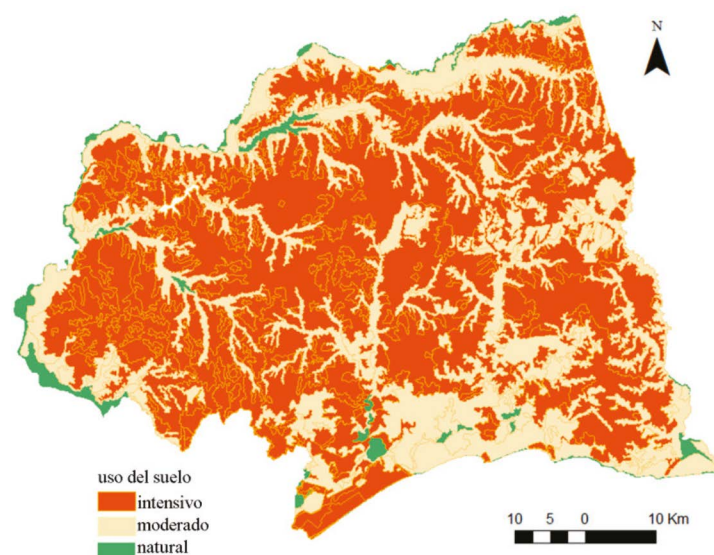 N
uso del suelo
intensivo
moderado
natural
10 5 0 10 Km